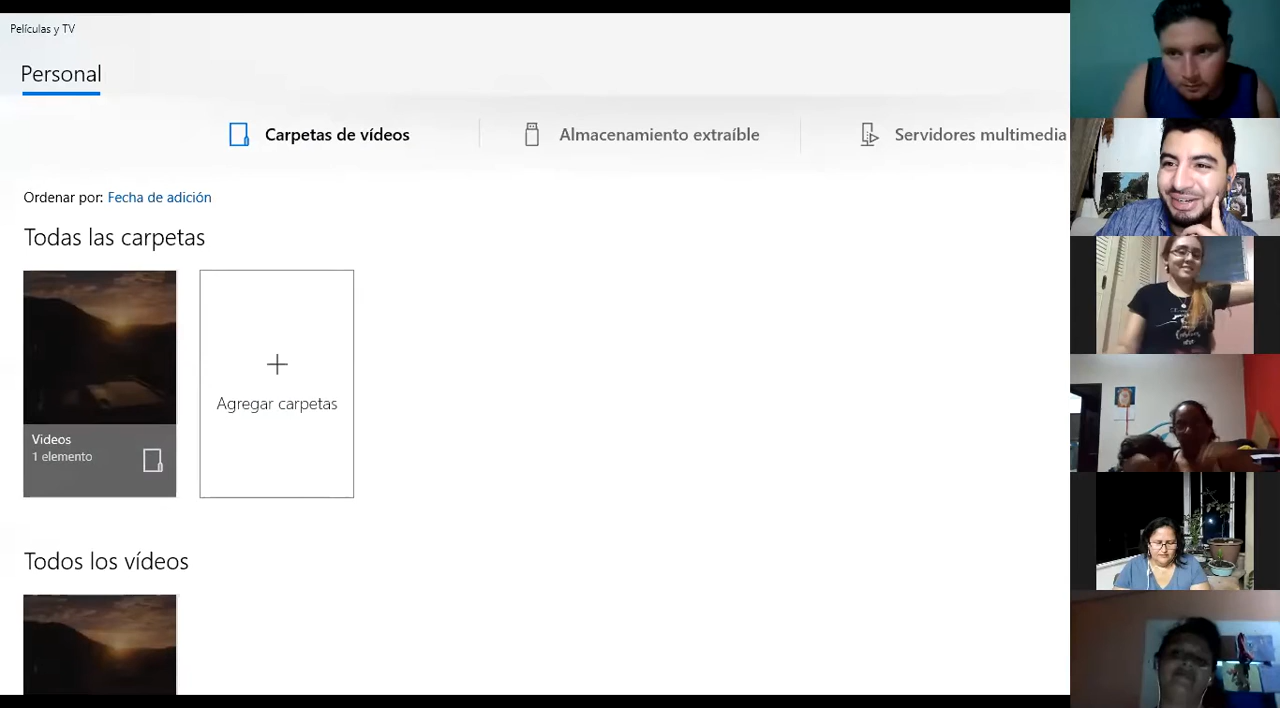 Películas y TV
Personal
Carpetas de vídeos
Almacenamiento extraíble
Servidores multimedia
Ordenar por: Fecha de adición
Todas las carpetas
Agregar carpetas
Videos
1 elemento
Todos los vídeos